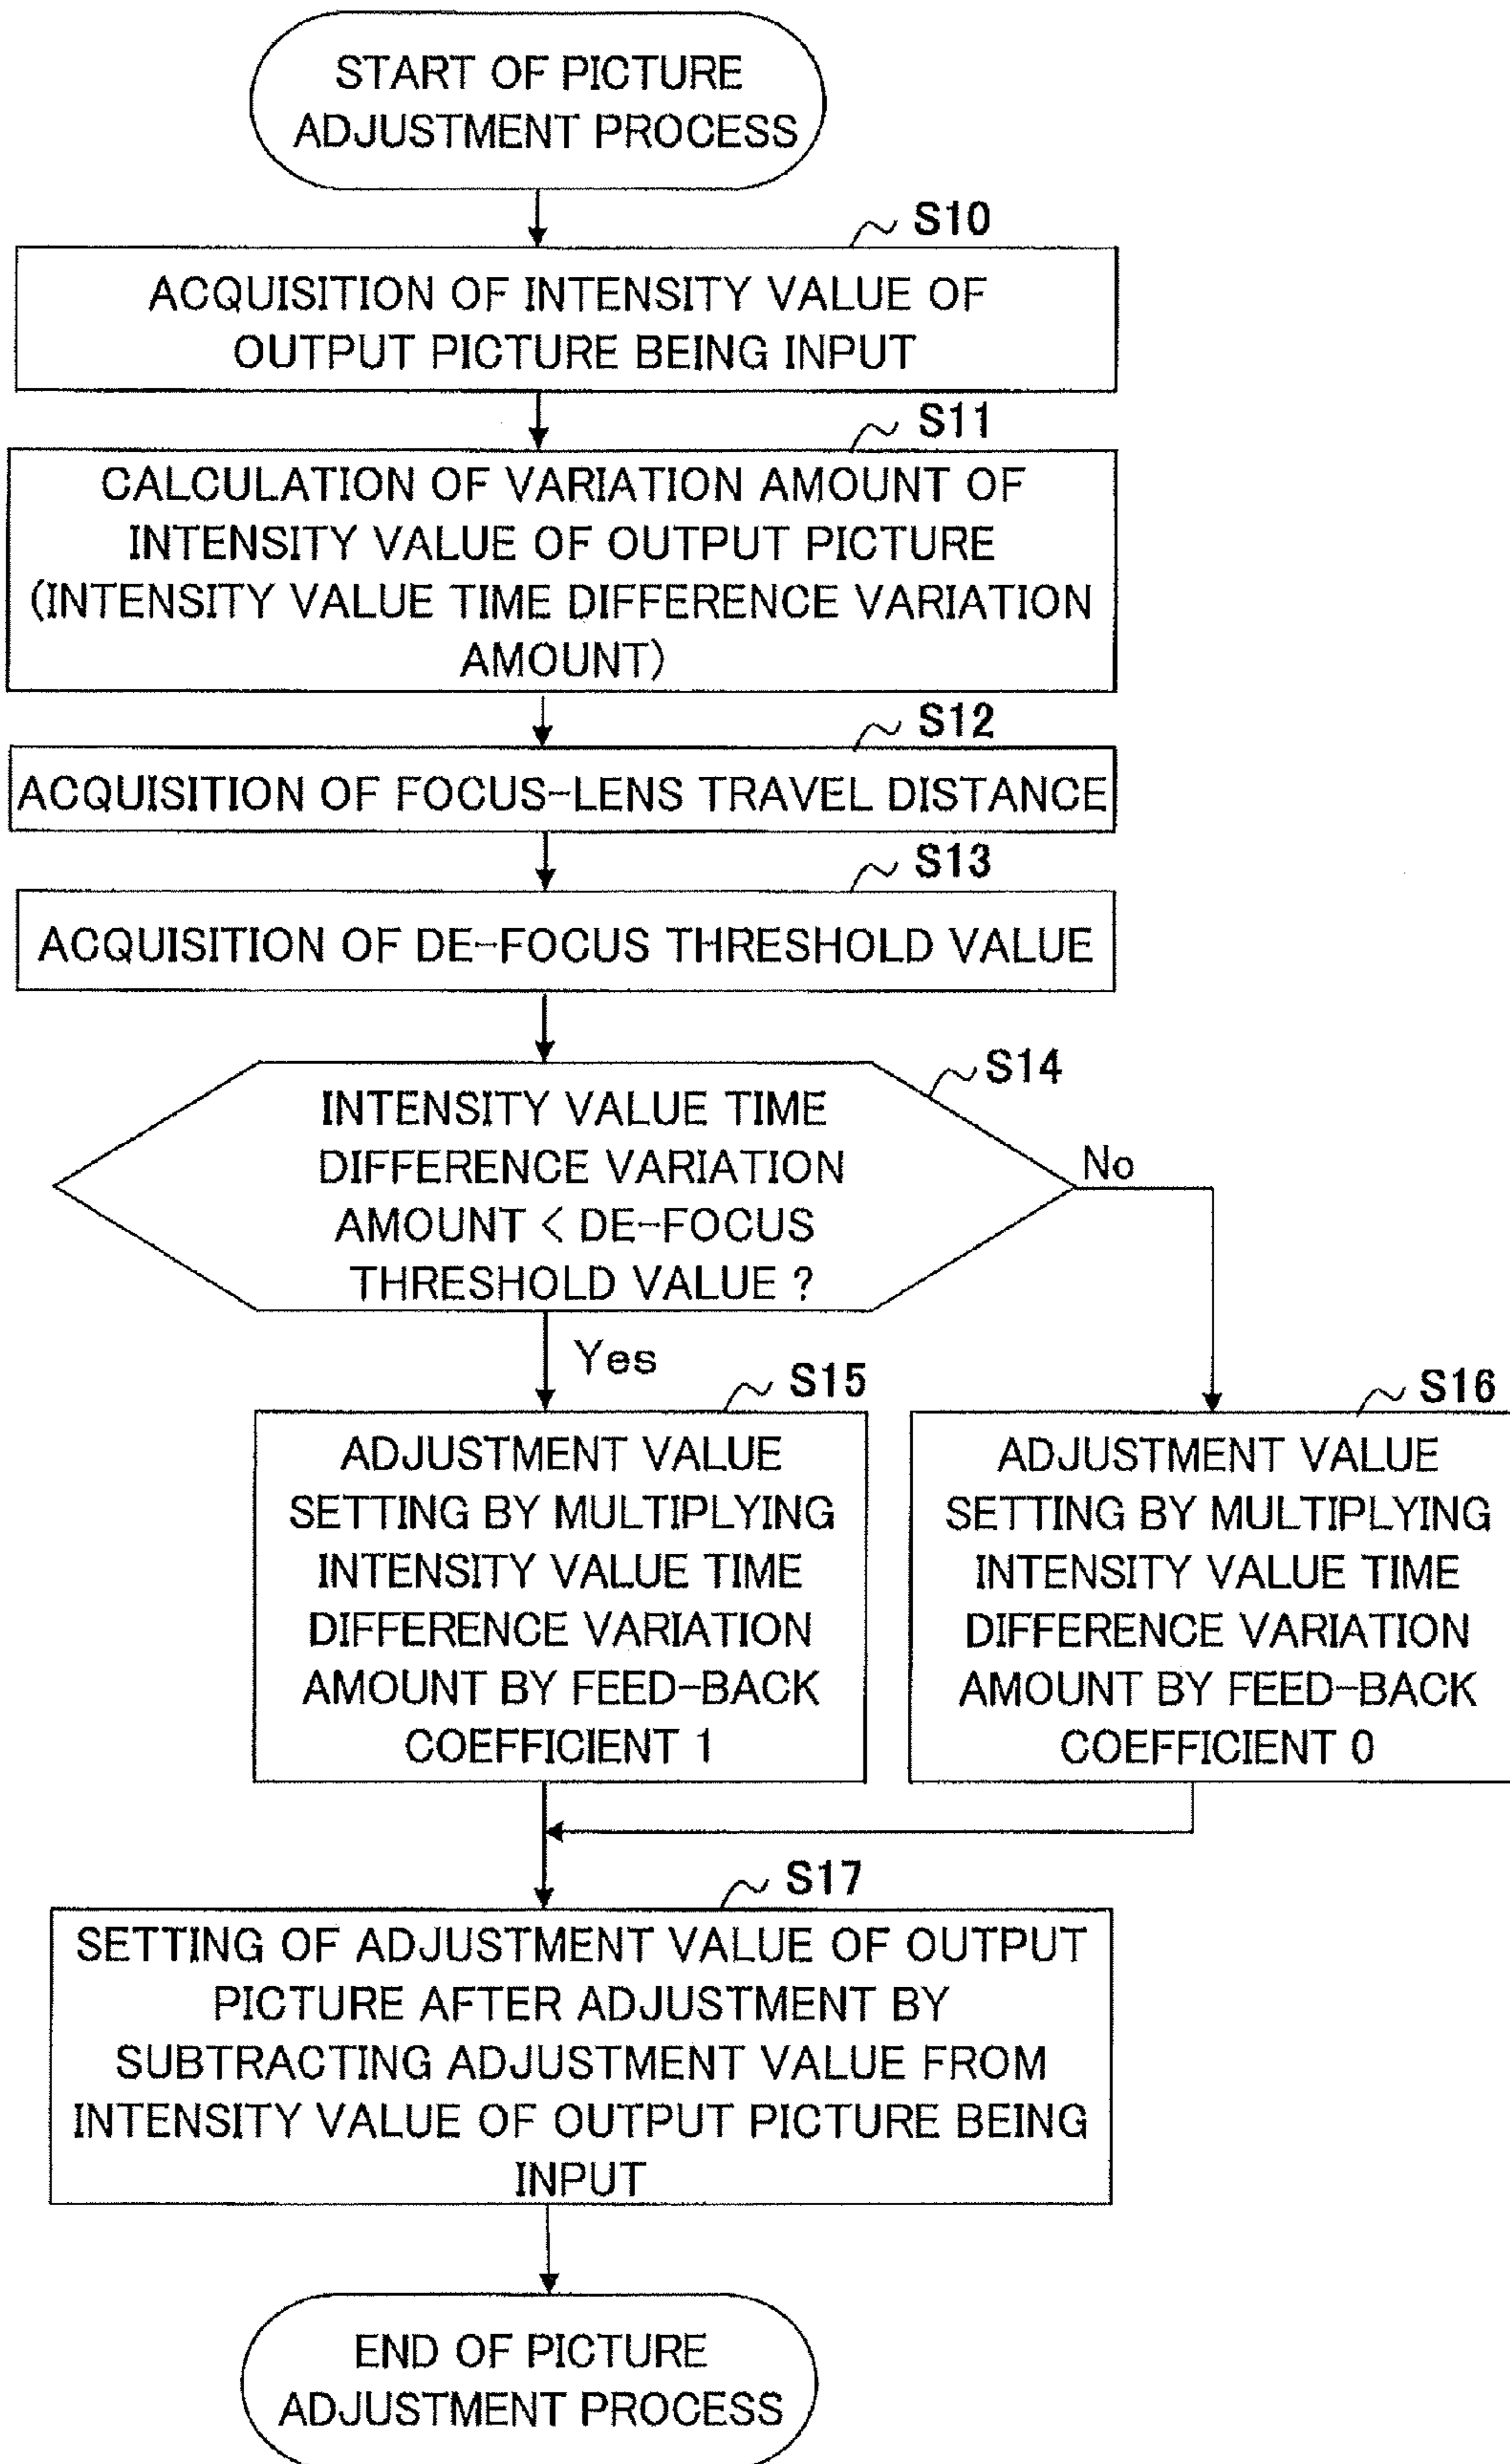 START OF PICTURE
ADJUSTMENT PROCESS
S10
ACQUISITION OF INTENSITY VALUE OF
OUTPUT PICTURE BEING INPUT
S11
CALCULATION OF VARIATION AMOUNT OF
INTENSITY VALUE OF OUTPUT PICTURE
(INTENSITY VALUE TIME DIFFERENCE VARIATION
AMOUNT)
S12
ACQUISITION OF FOCUS-LENS TRAVEL DISTANCE
S13
ACQUISITION OF DE-FOCUS THRESHOLD VALUE
S14
INTENSITY VALUE TIME
DIFFERENCE VARIATION
AMOUNT < DE-FOCUS
THRESHOLD VALUE ?
No
Yes
S15
ADJUSTMENT VALUE
SETTING BY MULTIPLYING
INTENSITY VALUE TIME
DIFFERENCE VARIATION
AMOUNT BY FEED-BACK
COEFFICIENT 1
S16
ADJUSTMENT VALUE
SETTING BY MULTIPLYING
INTENSITY VALUE TIME
DIFFERENCE VARIATION
AMOUNT BY FEED-BACK
COEFFICIENT 0
S17
SETTING OF ADJUSTMENT VALUE OF OUTPUT
PICTURE AFTER ADJUSTMENT BY
SUBTRACTING ADJUSTMENT VALUE FROM
INTENSITY VALUE OF OUTPUT PICTURE BEING
INPUT
END OF PICTURE
ADJUSTMENT PROCESS